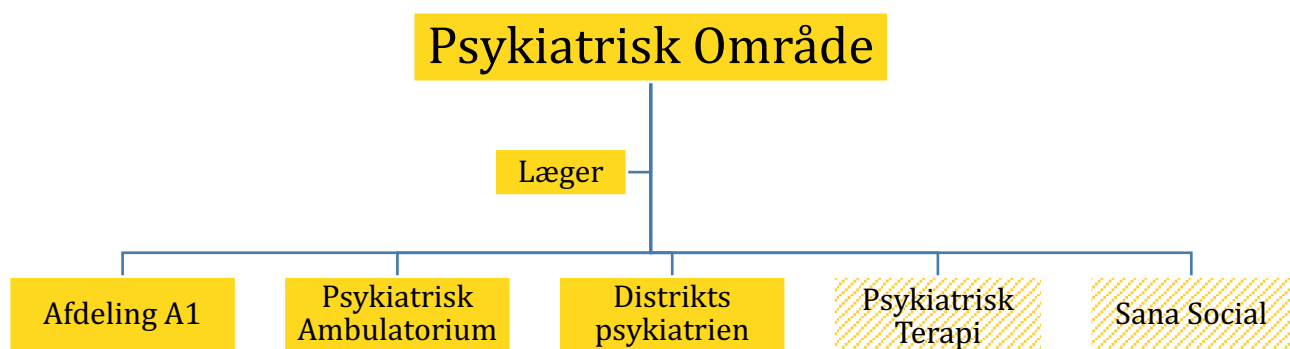 Psykiatrisk Område
Læger
Afdeling A1
Psykiatrisk
Ambulatorium
Distrikts
psykiatrien
Psykiatrisk
Terapi
Sana Social